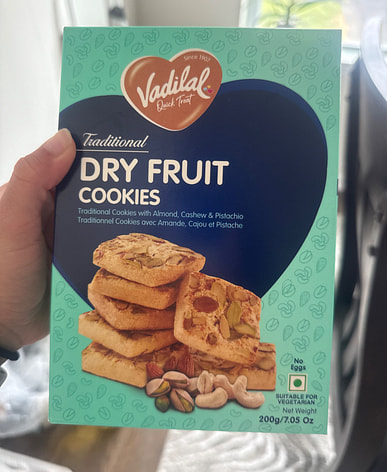 Since 1907
Vadilal
Quick Treat
Traditional
DRY FRUIT
COOKIES
Traditional Cookies with Almond, Cashew & Pistachio
Traditionnel Cookies avec Amande, Cajou et Pistache
No
Eggs
SUITABLE FOR
VEGETARIAN
Net Weight
200g/7.05 Oz